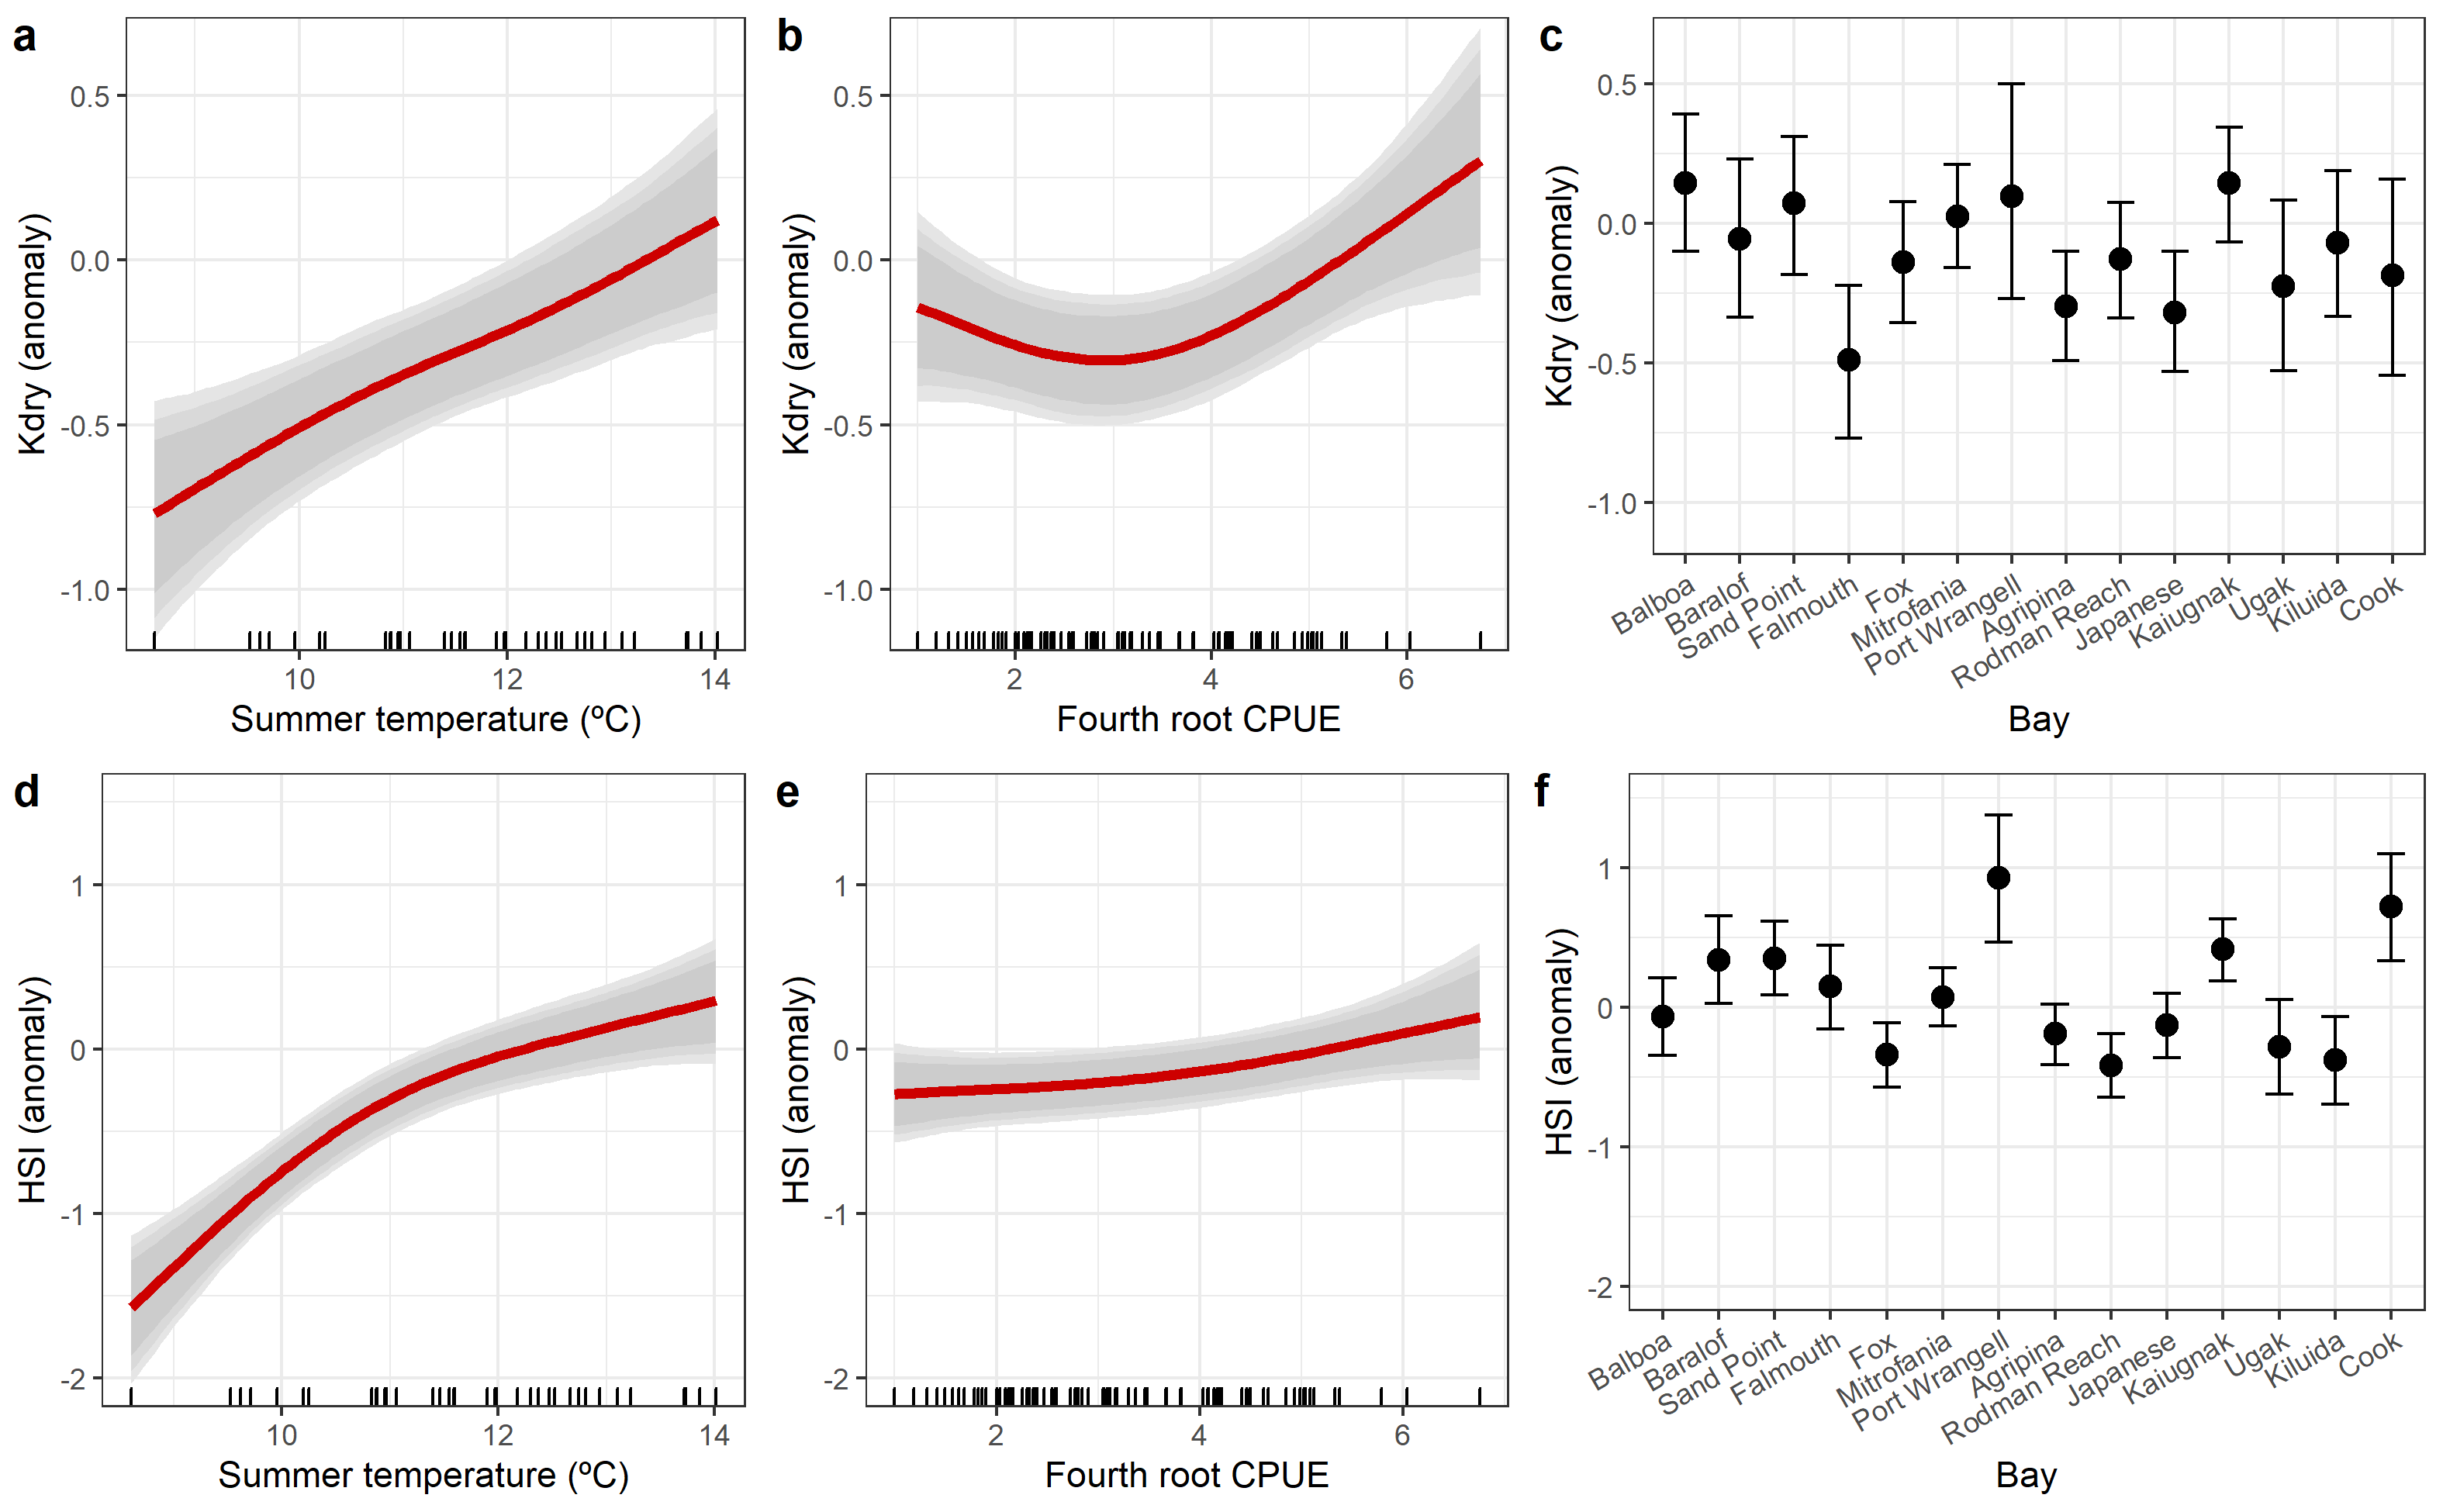 a
Kdry (anomaly)
0.5
0.0
-0.5
-1.0
10 12 14
Summer temperature (ºC)
b
Kdry (anomaly)
0.5
0.0
-0.5
-1.0
2 4 6
Fourth root CPUE
c
Kdry (anomaly)
0.5
0.0
-0.5
-1.0
Balboa
Baralof
Sand Point
Falmouth
Fox
Mitrofania
Port Wrangell
Agripina
Rodman Reach
Japanese
Kaiugnak
Ugak
Kiluida
Cook
Bay
d
HSI (anomaly)
1
0
-1
-2
10 12 14
Summer temperature (ºC)
e
HSI (anomaly)
1
0
-1
-2
2 4 6
Fourth root CPUE
f
HSI (anomaly)
1
0
-1
-2
Balboa
Baralof
Sand Point
Falmouth
Fox
Mitrofania
Port Wrangell
Agripina
Rodman Reach
Japanese
Kaiugnak
Ugak
Kiluida
Cook
Bay